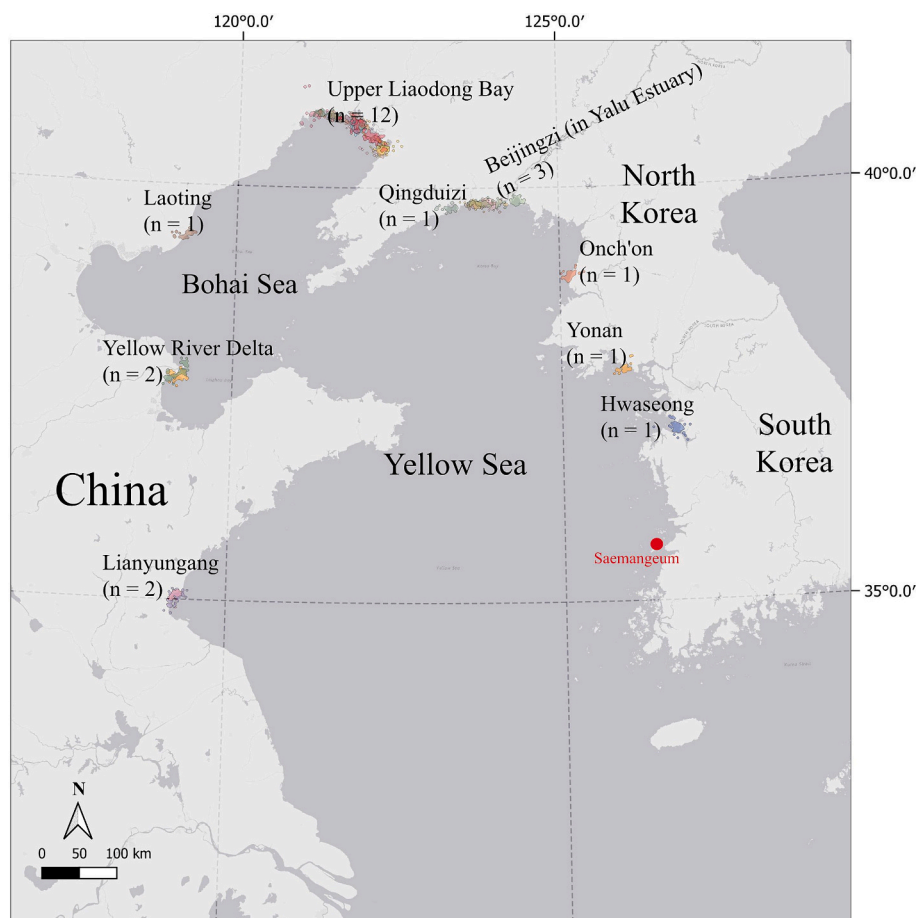 120°0.0′
125°0.0′
Upper Liaodong Bay
(n = 12)
Beijingzi (in Yalu Estuary)
(n = 3)
40°0.0′
North
Korea
Laoting
(n = 1)
Qingduizi
(n = 1)
Onch'on
(n = 1)
Bohai Sea
Yonan
(n = 1)
Yellow River Delta
(n = 2)
Hwaseong
(n = 1)
South
Korea
Yellow Sea
China
Saemangeum
Lianyungang
(n = 2)
35°0.0′
N
0 50 100 km